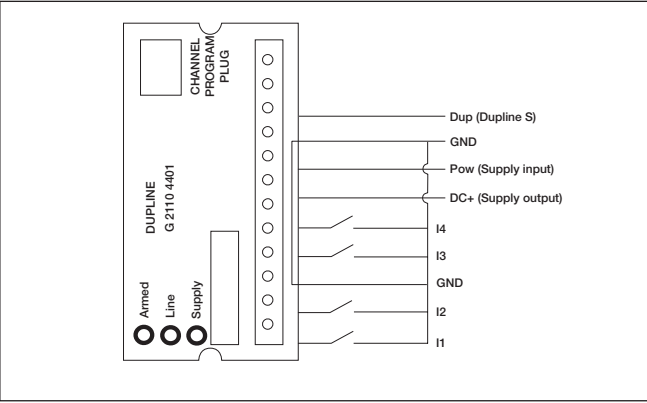 CHANNEL
PROGRAM
PLUG
DUPLINE
G 2110 4401
Armed
Line
Supply
Dup (Dupline S)
GND
Pow (Supply input)
DC+ (Supply output)
I4
I3
GND
I2
I1